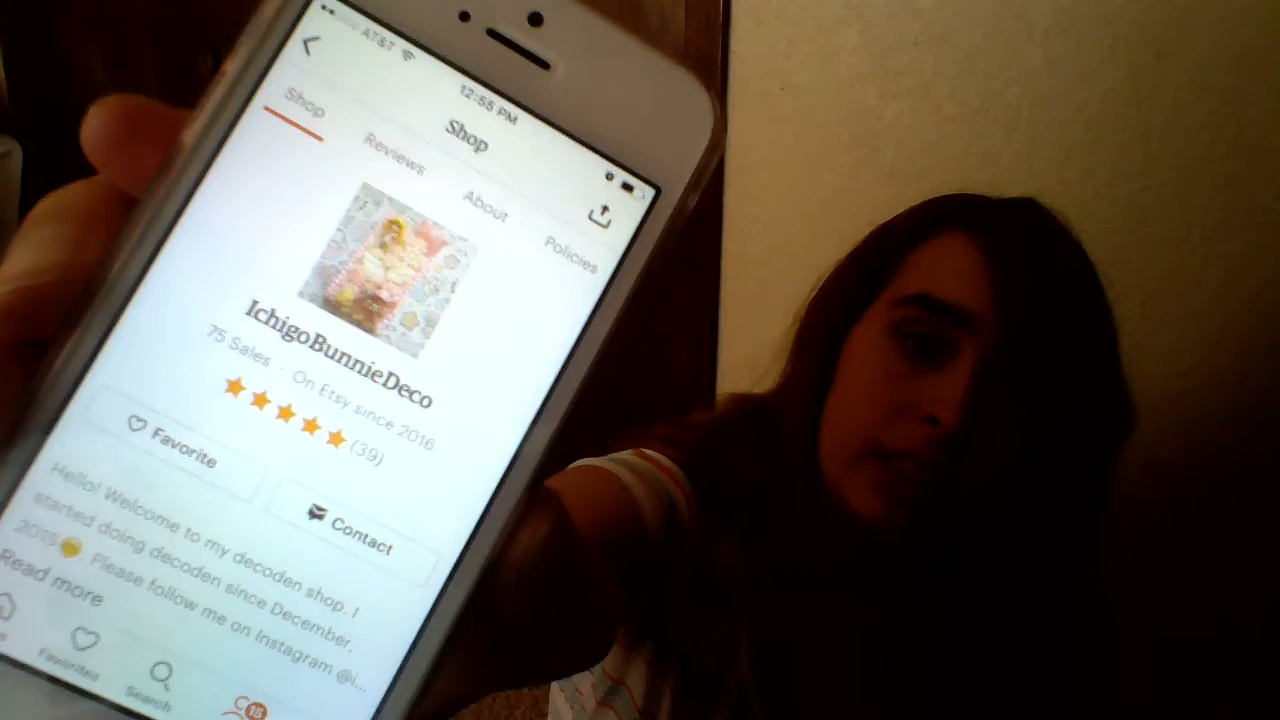 AT&T
12:55 PM
Shop
Shop Reviews About Policies
IchigoBunnieDeco
75 Sales · On Etsy since 2016
(39)
Favorite
Contact
Hello! Welcome to my decoden shop. I
started doing decoden since December,
2015 Please follow me on Instagram @i...
Read more
Favorites
Search
15